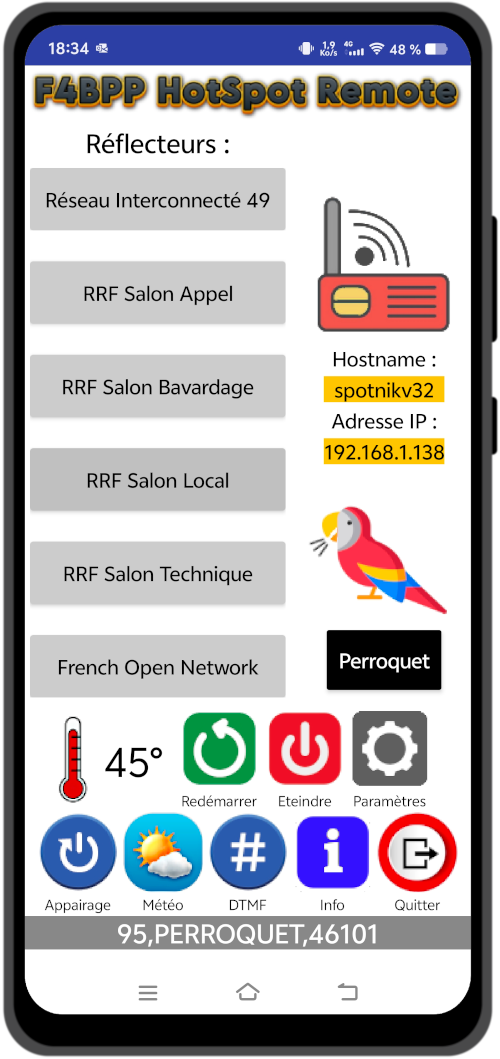 18:34
1,9 Ko/s 4G 48 %
F4BPP HotSpot Remote
Réflecteurs :
Réseau Interconnecté 49
RRF Salon Appel
RRF Salon Bavardage
RRF Salon Local
RRF Salon Technique
French Open Network
Hostname :
spotnikv32
Adresse IP :
192.168.1.138
Perroquet
45°
Redémarrer Eteindre Paramètres
#
i
Appairage Météo DTMF Info Quitter
95,PERROQUET,46101